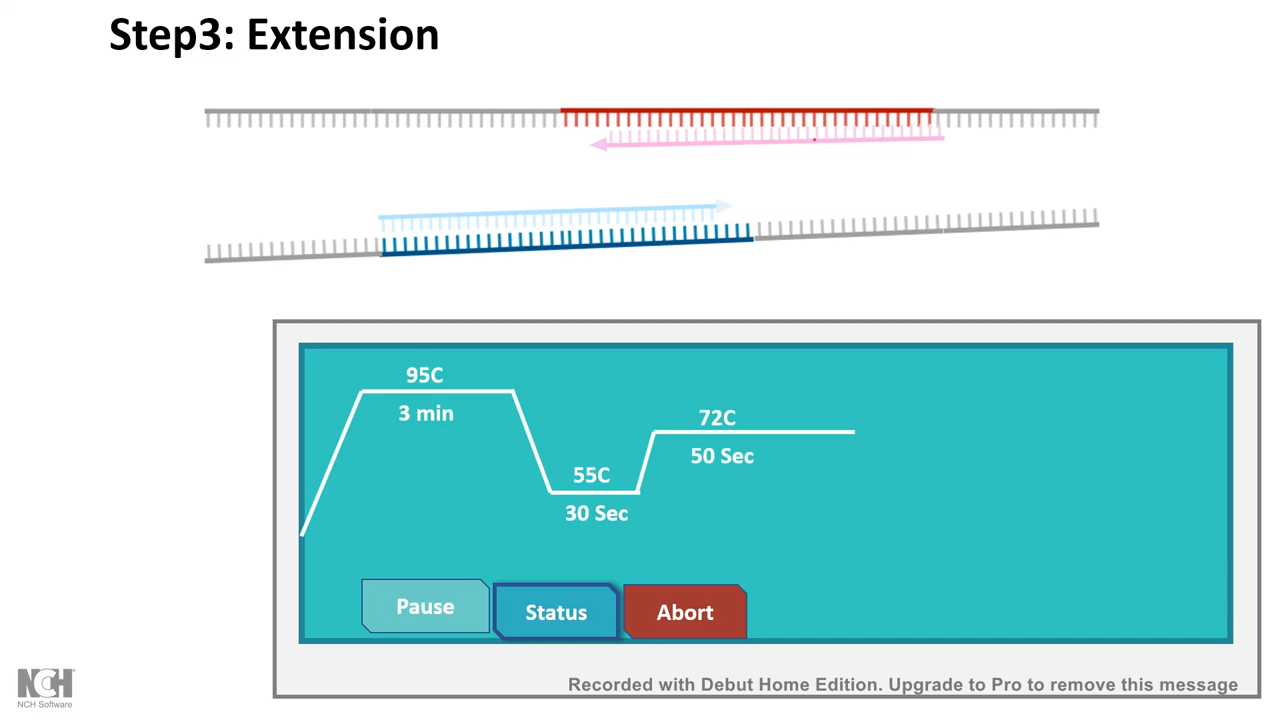 Step3: Extension
95C
3 min
72C
50 Sec
55C
30 Sec
Pause
Status
Abort
Recorded with Debut Home Edition. Upgrade to Pro to remove this message
NCH
NCH Software